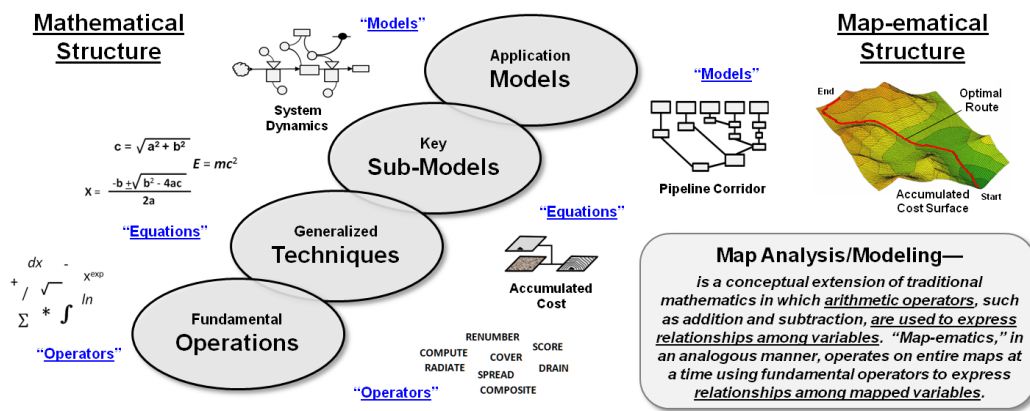 Mathematical
Structure
“Models”
System
Dynamics
Application
Models
Map-ematical
Structure
“Models”
Pipeline Corridor
End
Optimal
Route
Accumulated
Cost Surface
Start
c = √a² + b²
E = mc²
X = -b ±√b² - 4ac
2a
“Equations”
Key
Sub-Models
Generalized
Techniques
“Equations”
Accumulated
Cost
+ dx -
/ √ x^exp
Σ * ∫ ln
“Operators”
Fundamental
Operations
RENUMBER
COMPUTE COVER SCORE
RADIATE SPREAD DRAIN
COMPOSITE
“Operators”
Map Analysis/Modeling—
is a conceptual extension of traditional
mathematics in which arithmetic operators, such
as addition and subtraction, are used to express
relationships among variables. “Map-ematics,” in
an analogous manner, operates on entire maps at
a time using fundamental operators to express
relationships among mapped variables.